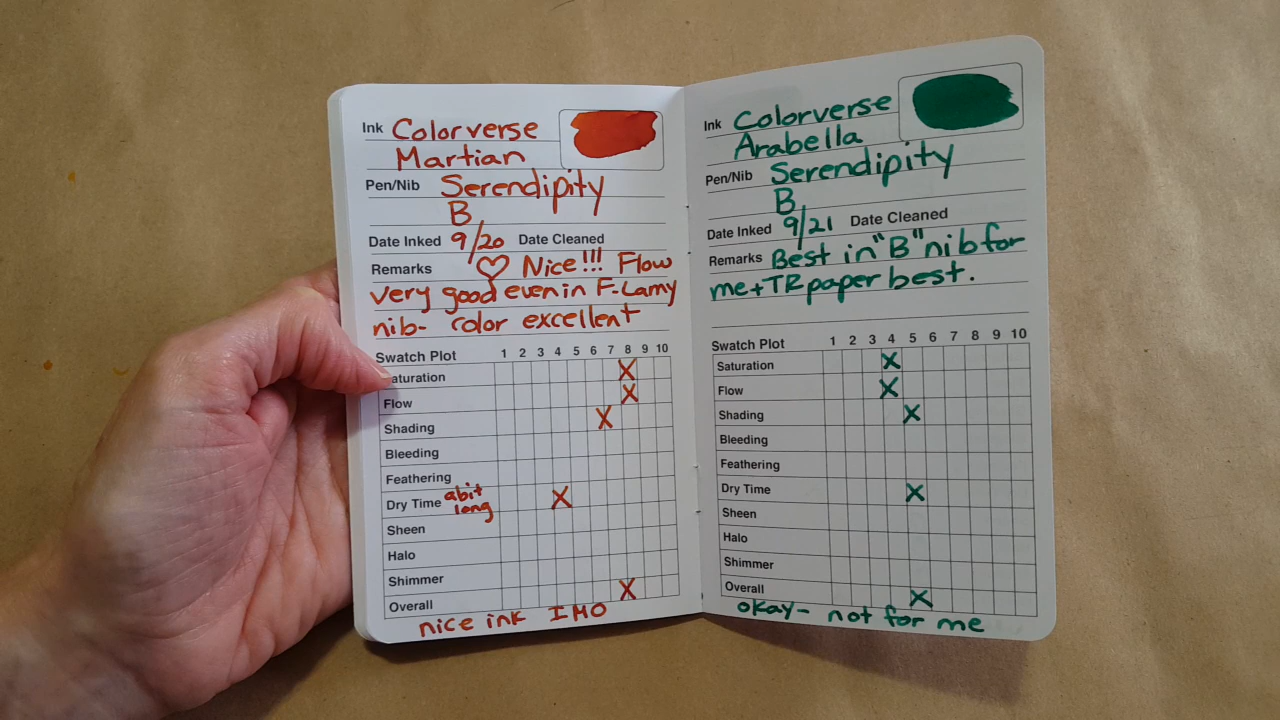 Ink Colorverse
Martian
Pen/Nib Serendipity
B
Date Inked 9/20 Date Cleaned
Remarks ♡ Nice!!! Flow
very good even in F-Lamy
nib- color excellent
Swatch Plot 1 2 3 4 5 6 7 8 9 10
aturation X
Flow X
Shading X
Bleeding
Feathering
Dry Time a bit long X
Sheen
Halo
Shimmer
Overall X
nice ink IMO
Ink Colorverse
Arabella
Pen/Nib Serendipity
B
Date Inked 9/21 Date Cleaned
Remarks Best in "B" nib for
me + TR paper best.
Swatch Plot 1 2 3 4 5 6 7 8 9 10
Saturation X
Flow X
Shading X
Bleeding
Feathering
Dry Time X
Sheen
Halo
Shimmer
Overall X
okay- not for me